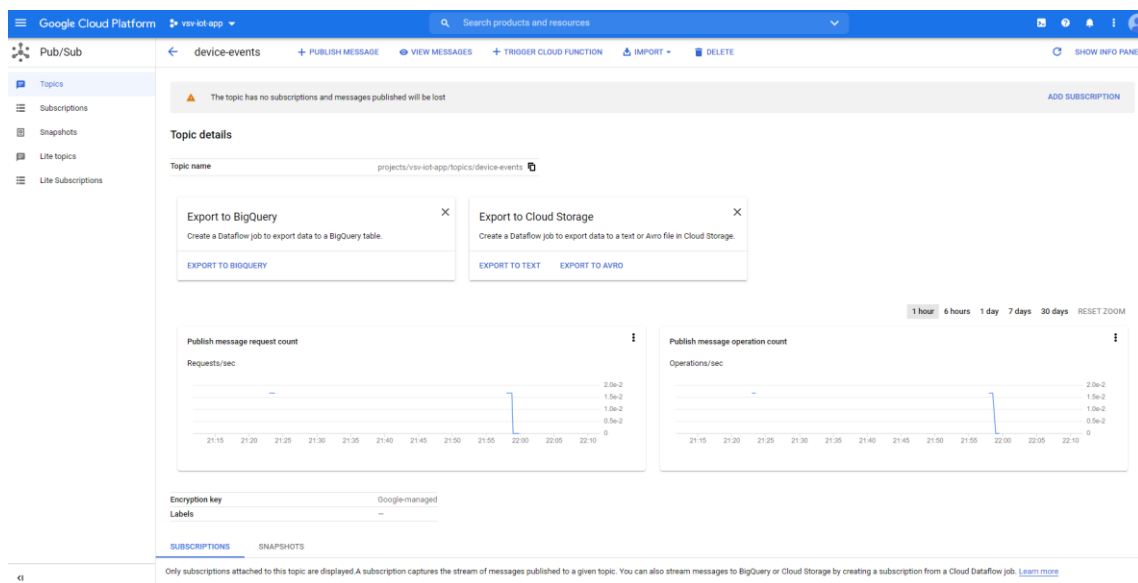 Google Cloud Platform vsv-iot-app Search products and resources
Pub/Sub device-events PUBLISH MESSAGE VIEW MESSAGES TRIGGER CLOUD FUNCTION IMPORT DELETE SHOW INFO PANE
Topics
Subscriptions
Snapshots
Lite topics
Lite Subscriptions
The topic has no subscriptions and messages published will be lost ADD SUBSCRIPTION
Topic details
Topic name projects/vsv-iot-app/topics/device-events
Export to BigQuery
Create a Dataflow job to export data to a BigQuery table.
EXPORT TO BIGQUERY
Export to Cloud Storage
Create a Dataflow job to export data to a text or Avro file in Cloud Storage.
EXPORT TO TEXT EXPORT TO AVRO
1 hour 6 hours 1 day 7 days 30 days RESET ZOOM
Publish message request count
Requests/sec
2.0e-2
1.5e-2
1.0e-2
0.5e-2
0
21:15 21:20 21:25 21:30 21:35 21:40 21:45 21:50 21:55 22:00 22:05 22:10
Publish message operation count
Operations/sec
2.0e-2
1.5e-2
1.0e-2
0.5e-2
0
21:15 21:20 21:25 21:30 21:35 21:40 21:45 21:50 21:55 22:00 22:05 22:10
Encryption key Google-managed
Labels —
SUBSCRIPTIONS SNAPSHOTS
Only subscriptions attached to this topic are displayed.A subscription captures the stream of messages published to a given topic. You can also stream messages to BigQuery or Cloud Storage by creating a subscription from a Cloud Dataflow job. Learn more